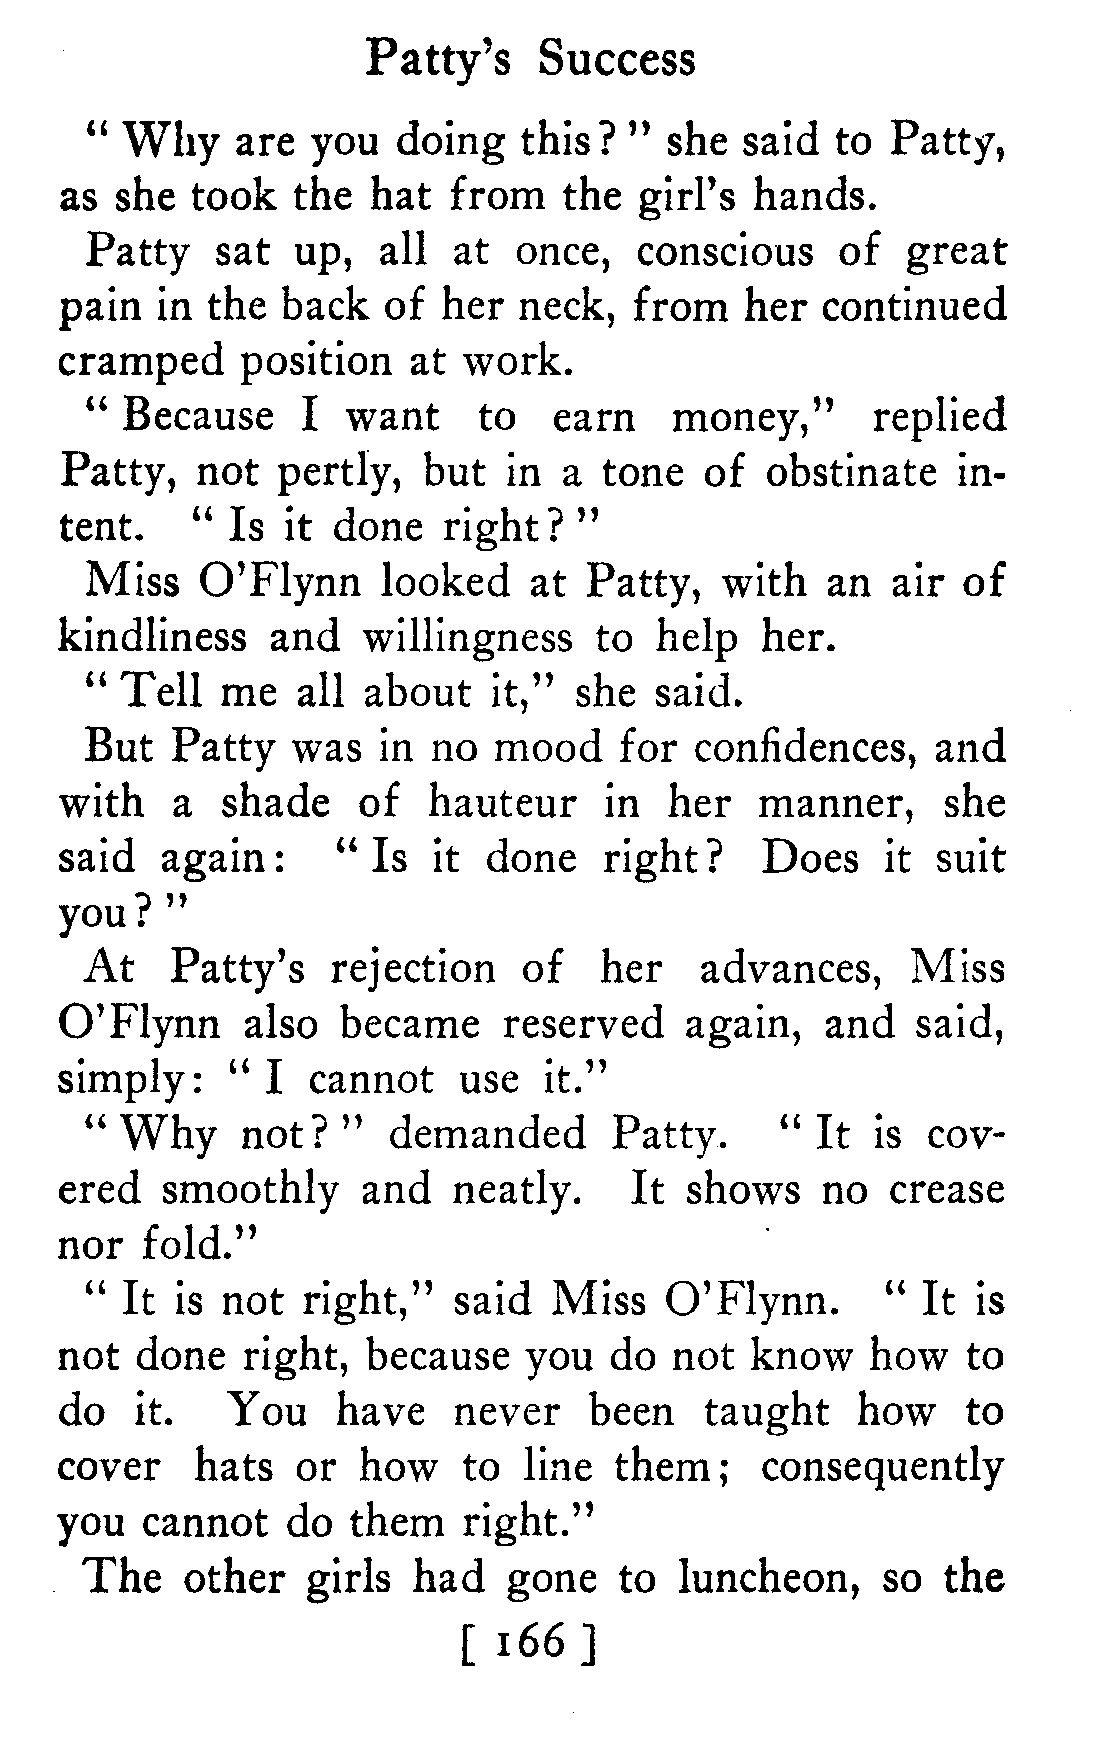 Patty's Success
" Why are you doing this? " she said to Patty,
as she took the hat from the girl's hands.
Patty sat up, all at once, conscious of great
pain in the back of her neck, from her continued
cramped position at work.
" Because I want to earn money," replied
Patty, not pertly, but in a tone of obstinate in-
tent. " Is it done right? "
Miss O'Flynn looked at Patty, with an air of
kindliness and willingness to help her.
" Tell me all about it," she said.
But Patty was in no mood for confidences, and
with a shade of hauteur in her manner, she
said again: " Is it done right? Does it suit
you? "
At Patty's rejection of her advances, Miss
O'Flynn also became reserved again, and said,
simply: " I cannot use it."
" Why not? " demanded Patty. " It is cov-
ered smoothly and neatly. It shows no crease
nor fold."
" It is not right," said Miss O'Flynn. " It is
not done right, because you do not know how to
do it. You have never been taught how to
cover hats or how to line them; consequently
you cannot do them right."
The other girls had gone to luncheon, so the
[ 166 ]